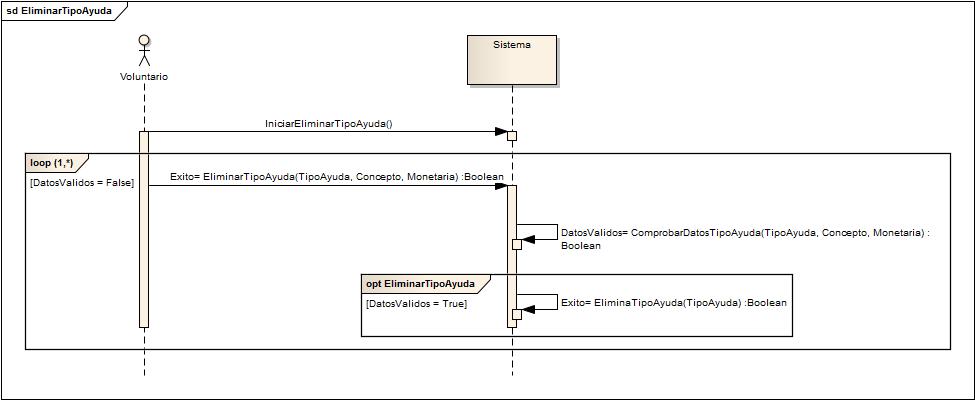 sd EliminarTipoAyuda
Voluntario
Sistema
IniciarEliminarTipoAyuda()
loop (1,*)
[DatosValidos = False]
Exito= EliminarTipoAyuda(TipoAyuda, Concepto, Monetaria) :Boolean
DatosValidos= ComprobarDatosTipoAyuda(TipoAyuda, Concepto, Monetaria) :
Boolean
opt EliminarTipoAyuda
[DatosValidos = True]
Exito= EliminaTipoAyuda(TipoAyuda) :Boolean